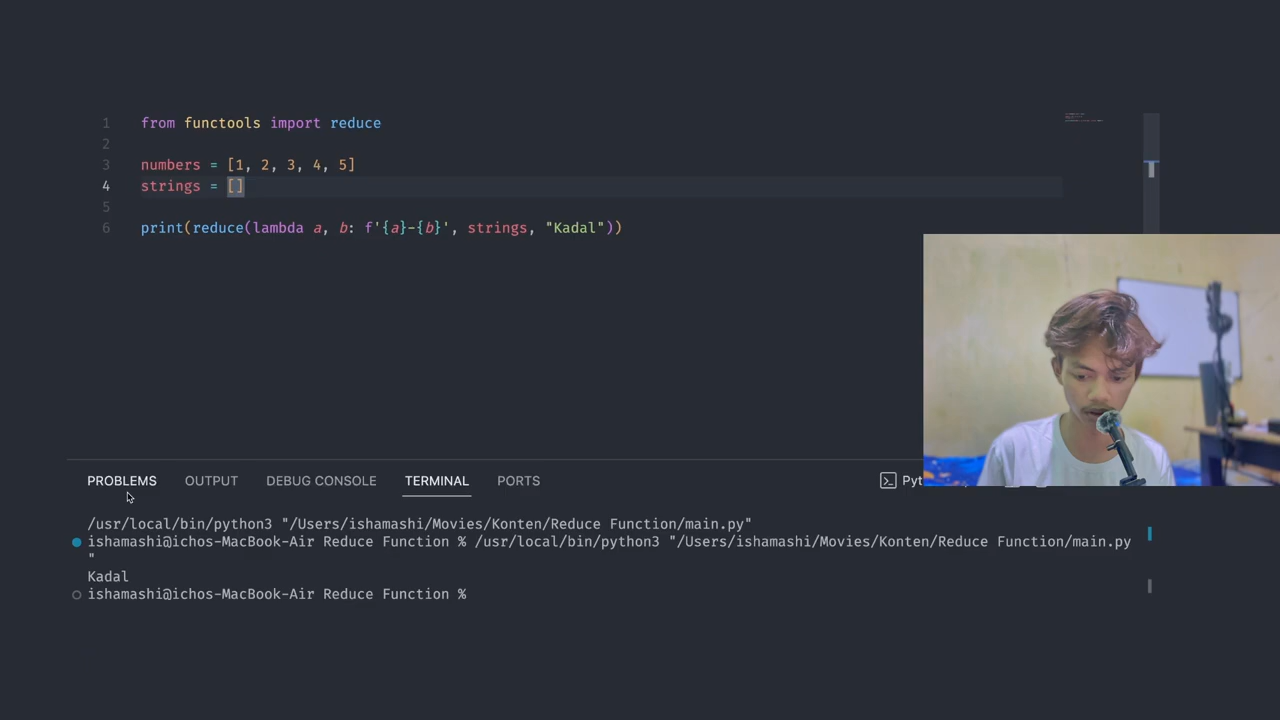 1 from functools import reduce
2
3 numbers = [1, 2, 3, 4, 5]
4 strings = []
5
6 print(reduce(lambda a, b: f'{a}-{b}', strings, "Kadal"))
PROBLEMS OUTPUT DEBUG CONSOLE TERMINAL PORTS
/usr/local/bin/python3 "/Users/ishamashi/Movies/Konten/Reduce Function/main.py"
ishamashi@ichos-MacBook-Air Reduce Function % /usr/local/bin/python3 "/Users/ishamashi/Movies/Konten/Reduce Function/main.py
"
Kadal
ishamashi@ichos-MacBook-Air Reduce Function %